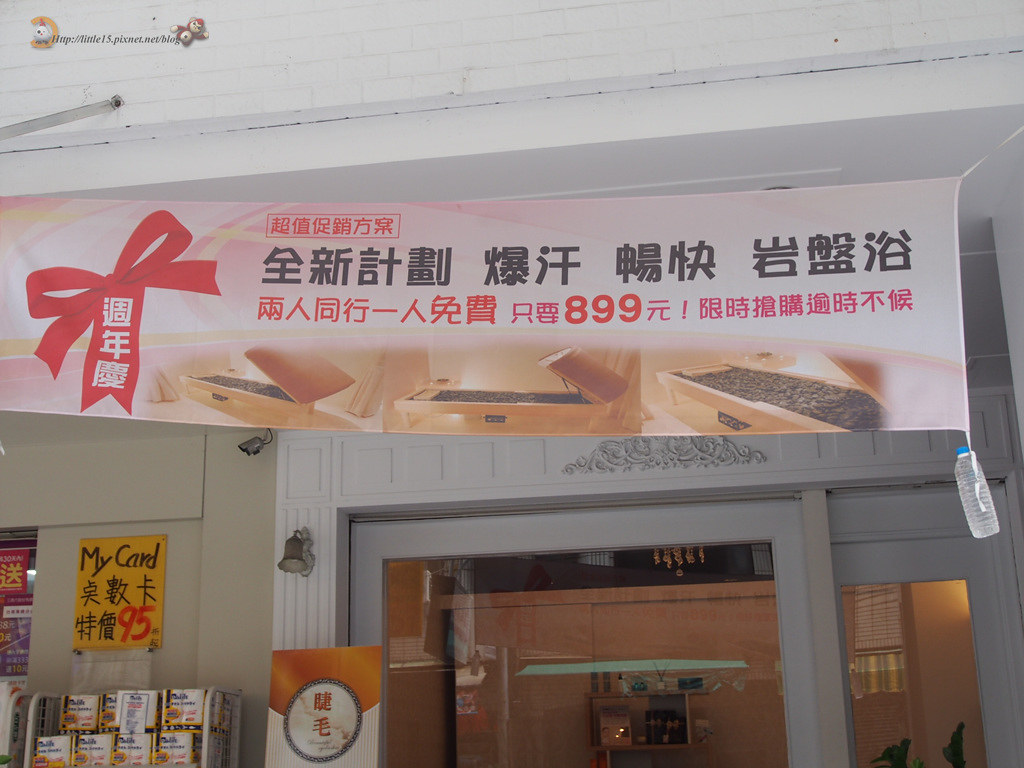 Http://little15.pixnet.net/blog
超值促銷方案
全新計劃 爆汗 暢快 岩盤浴
兩人同行一人免費 只要899元!限時搶購逾時不候
週年慶
My Card
點數卡
特價95
送
睫毛